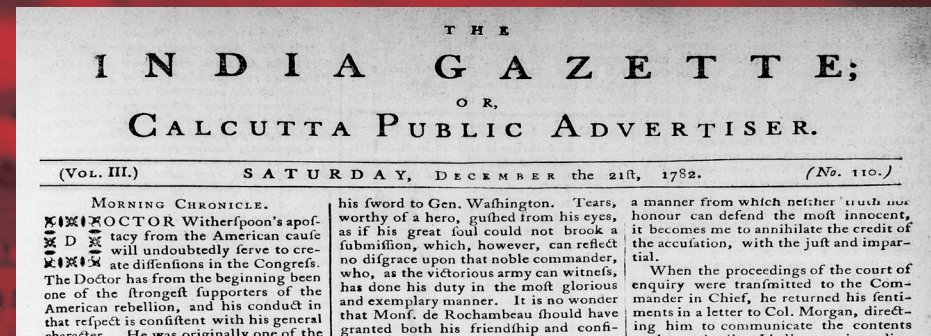 THE
INDIA GAZETTE;
OR,
CALCUTTA PUBLIC ADVERTISER.
(VOL. III.) SATURDAY, DECEMBER the 21ſt, 1782. (No. 110.)
MORNING CHRONICLE.
DOCTOR Witherſpoon's apoſ-
tacy from the American cauſe
will undoubtedly ſerve to cre-
ate diſſenſions in the Congreſs.
The Doctor has from the beginning been
one of the ſtrongeſt ſupporters of the
American rebellion, and his conduct in
that reſpect is conſiſtent with his general
character. He was originally one of the
his ſword to Gen. Waſhington. Tears,
worthy of a hero, guſhed from his eyes,
as if his great ſoul could not brook a
ſubmiſſion, which, however, can reflect
no diſgrace upon that noble commander,
who, as the victorious army can witneſs,
has done his duty in the moſt glorious
and exemplary manner. It is no wonder
that Monſ. de Rochambeau ſhould have
granted both his friendſhip and confi-
a manner from which neither truth nor
honour can defend the moſt innocent,
it becomes me to annihilate the credit of
the accuſation, with the juſt and impar-
tial.
When the proceedings of the court of
enquiry were tranſmitted to the Com-
mander in Chief, he returned his ſenti-
ments in a letter to Col. Morgan, direct-
ing him to communicate the contents